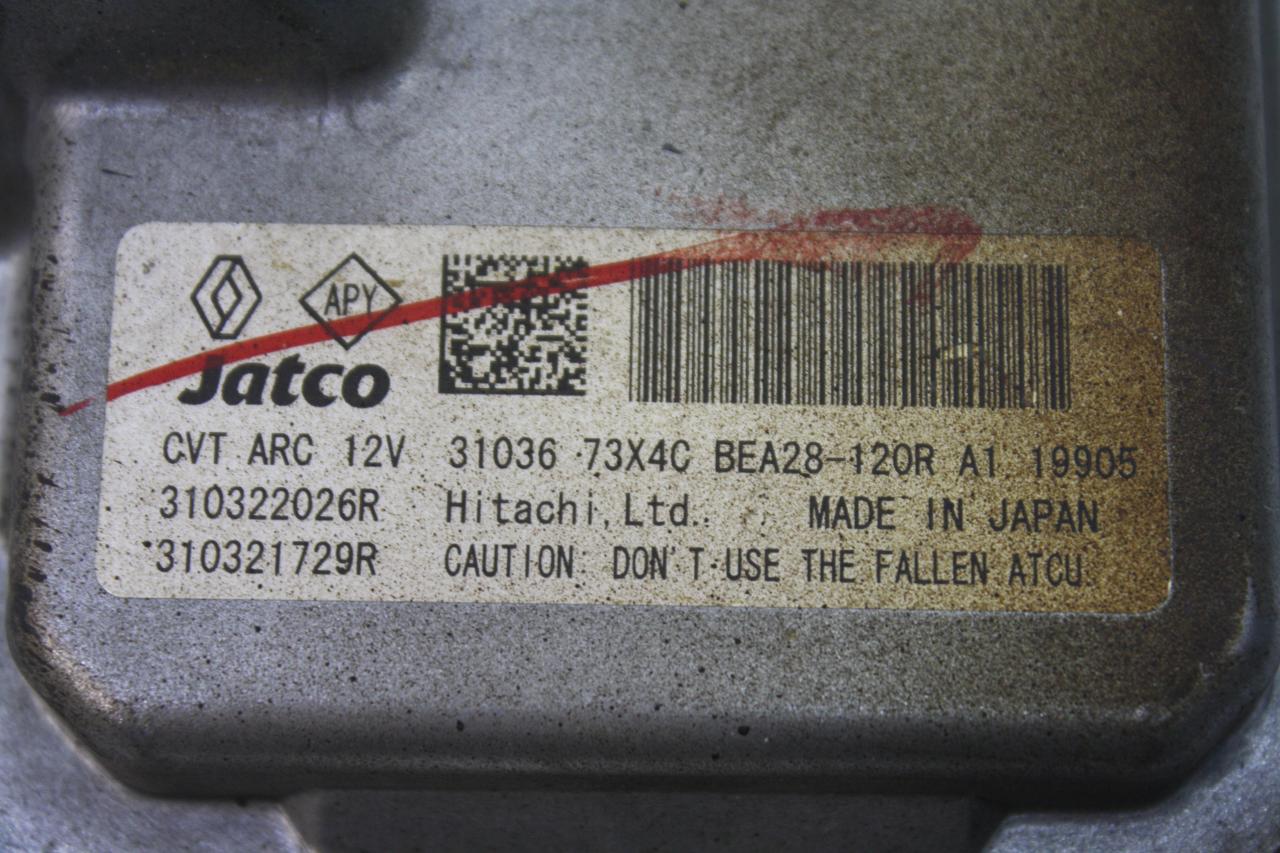 APY
Jatco
CVT ARC 12V 31036 73X4C BEA28-120R A1 19905
310322026R Hitachi, Ltd. MADE IN JAPAN
310321729R CAUTION: DON'T USE THE FALLEN ATCU.